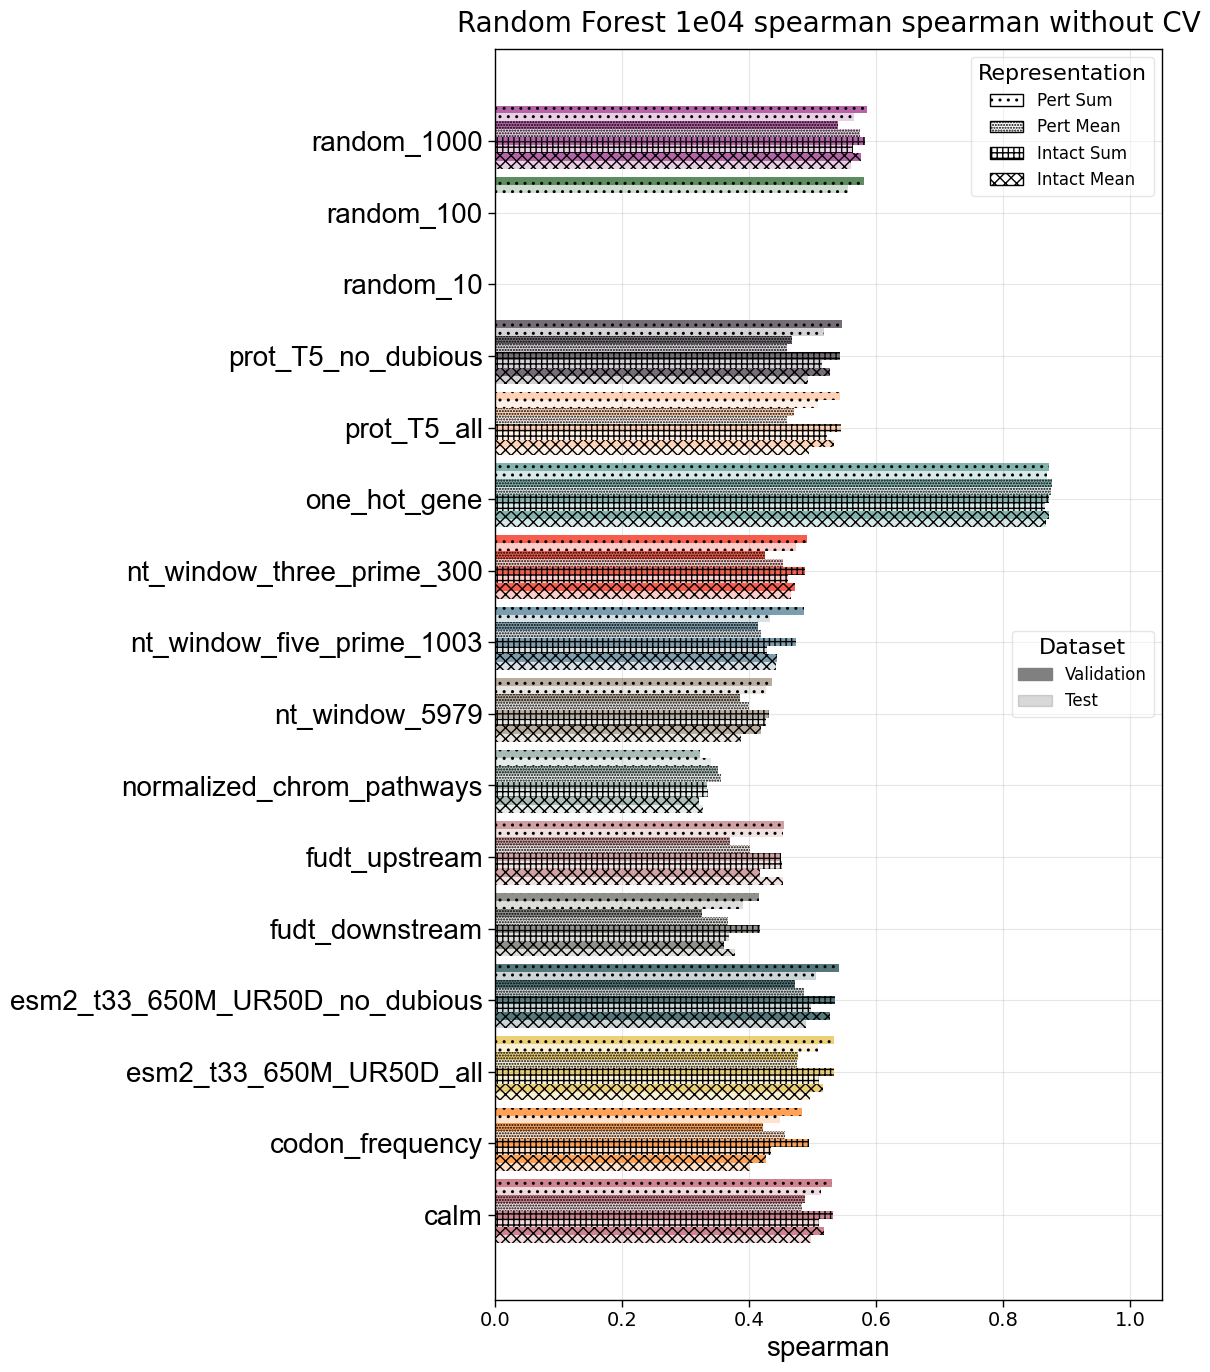 Random Forest 1e04 spearman spearman without CV
Representation
Pert Sum
Pert Mean
Intact Sum
Intact Mean
random_1000
random_100
random_10
prot_T5_no_dubious
prot_T5_all
one_hot_gene
nt_window_three_prime_300
nt_window_five_prime_1003
Dataset
Validation
Test
nt_window_5979
normalized_chrom_pathways
fudt_upstream
fudt_downstream
esm2_t33_650M_UR50D_no_dubious
esm2_t33_650M_UR50D_all
codon_frequency
calm
0.0 0.2 0.4 0.6 0.8 1.0
spearman